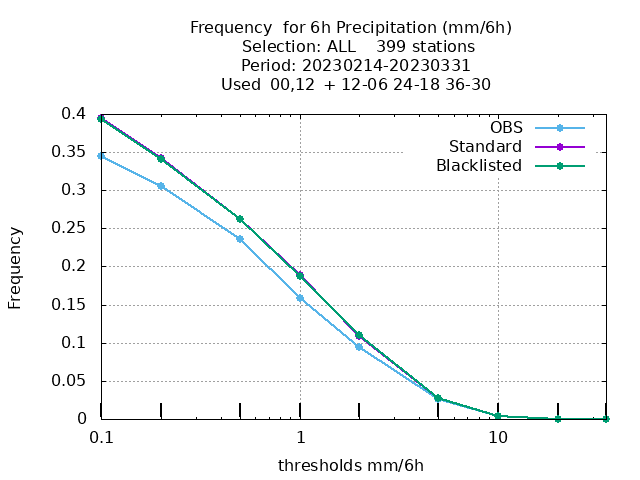 Frequency  for 6h Precipitation (mm/6h)
Selection: ALL    399 stations
Period: 20230214-20230331
Used  00,12  + 12-06 24-18 36-30
OBS
Standard
Blacklisted
0.4
0.35
0.3
0.25
0.2
0.15
0.1
0.05
0
Frequency
0.1
1
10
thresholds mm/6h